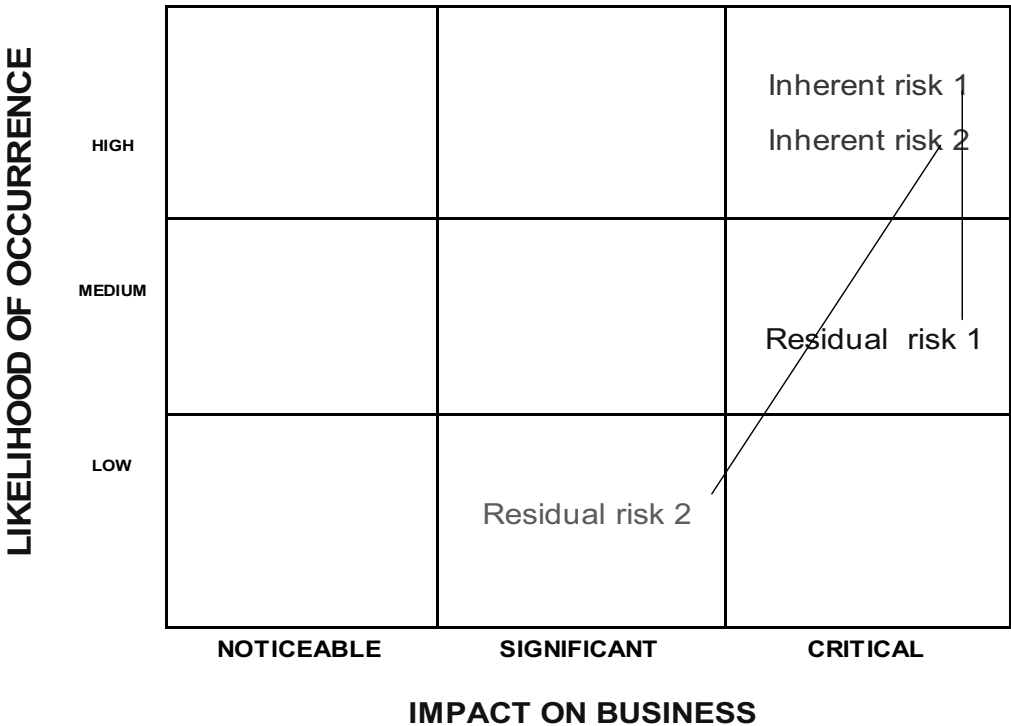 LIKELIHOOD OF OCCURRENCE
HIGH
MEDIUM
LOW
Inherent risk 1
Inherent risk 2
Residual risk 1
Residual risk 2
NOTICEABLE
SIGNIFICANT
CRITICAL
IMPACT ON BUSINESS